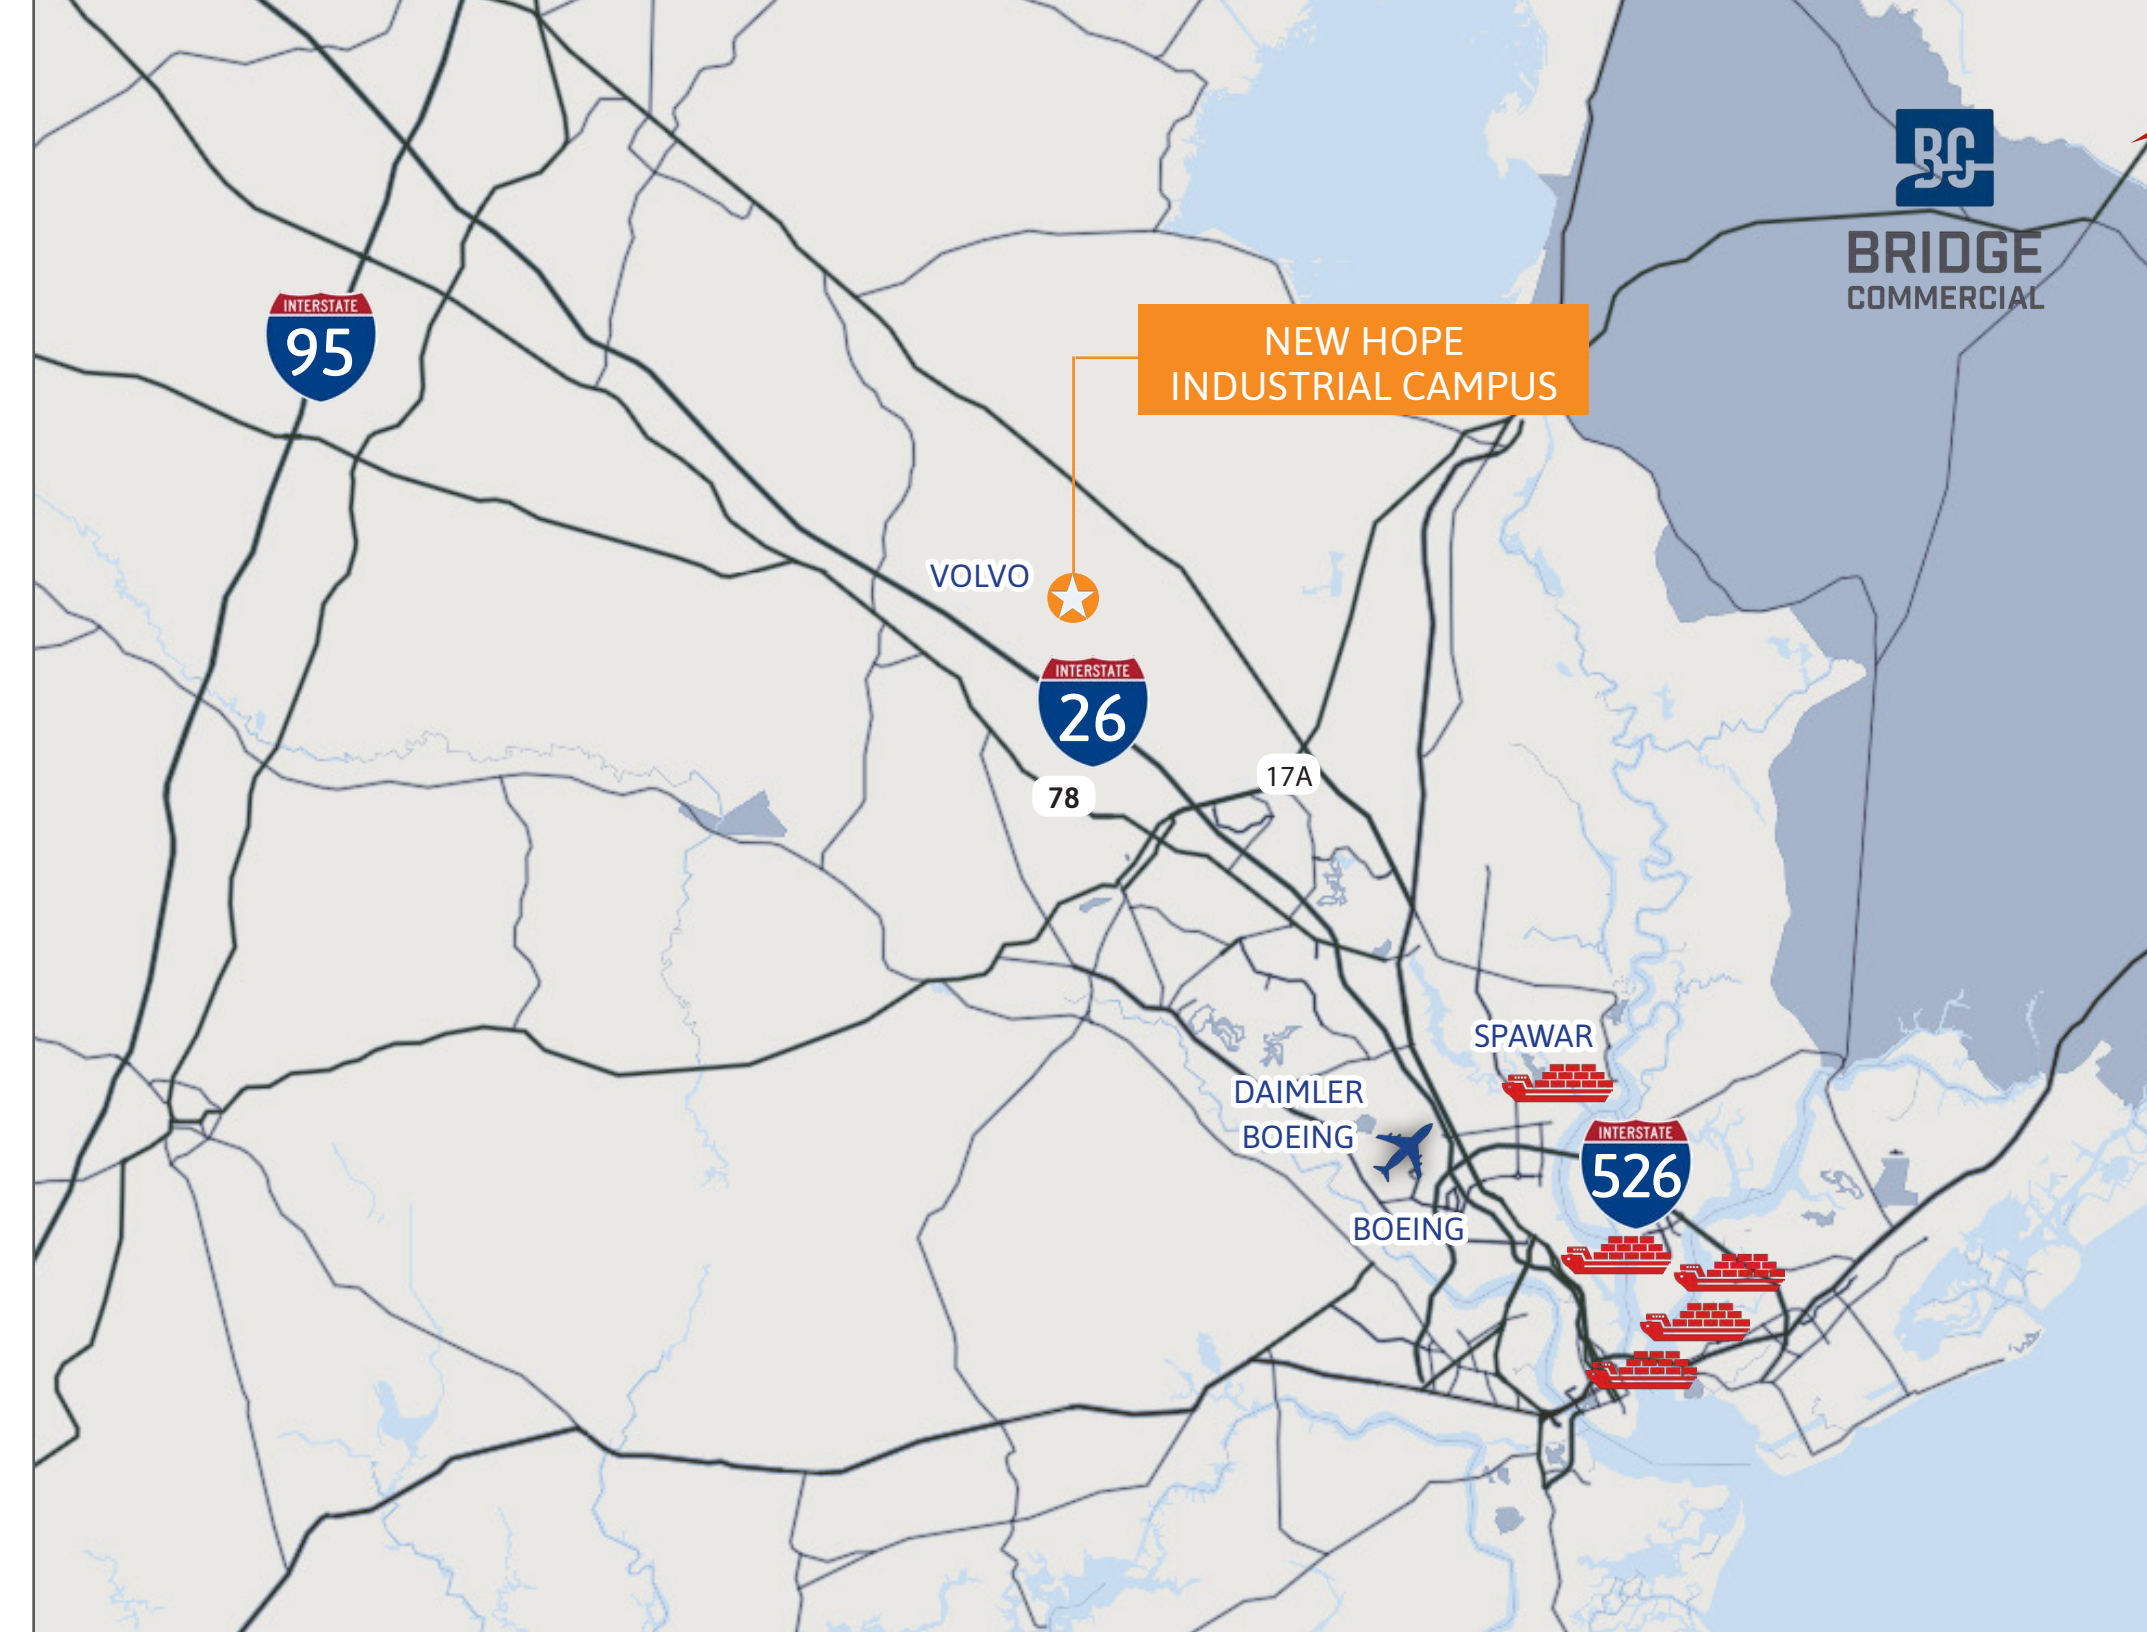 BC
BRIDGE
COMMERCIAL
INTERSTATE
95
NEW HOPE
INDUSTRIAL CAMPUS
VOLVO
INTERSTATE
26
17A
78
SPAWAR
DAIMLER
BOEING
INTERSTATE
526
BOEING